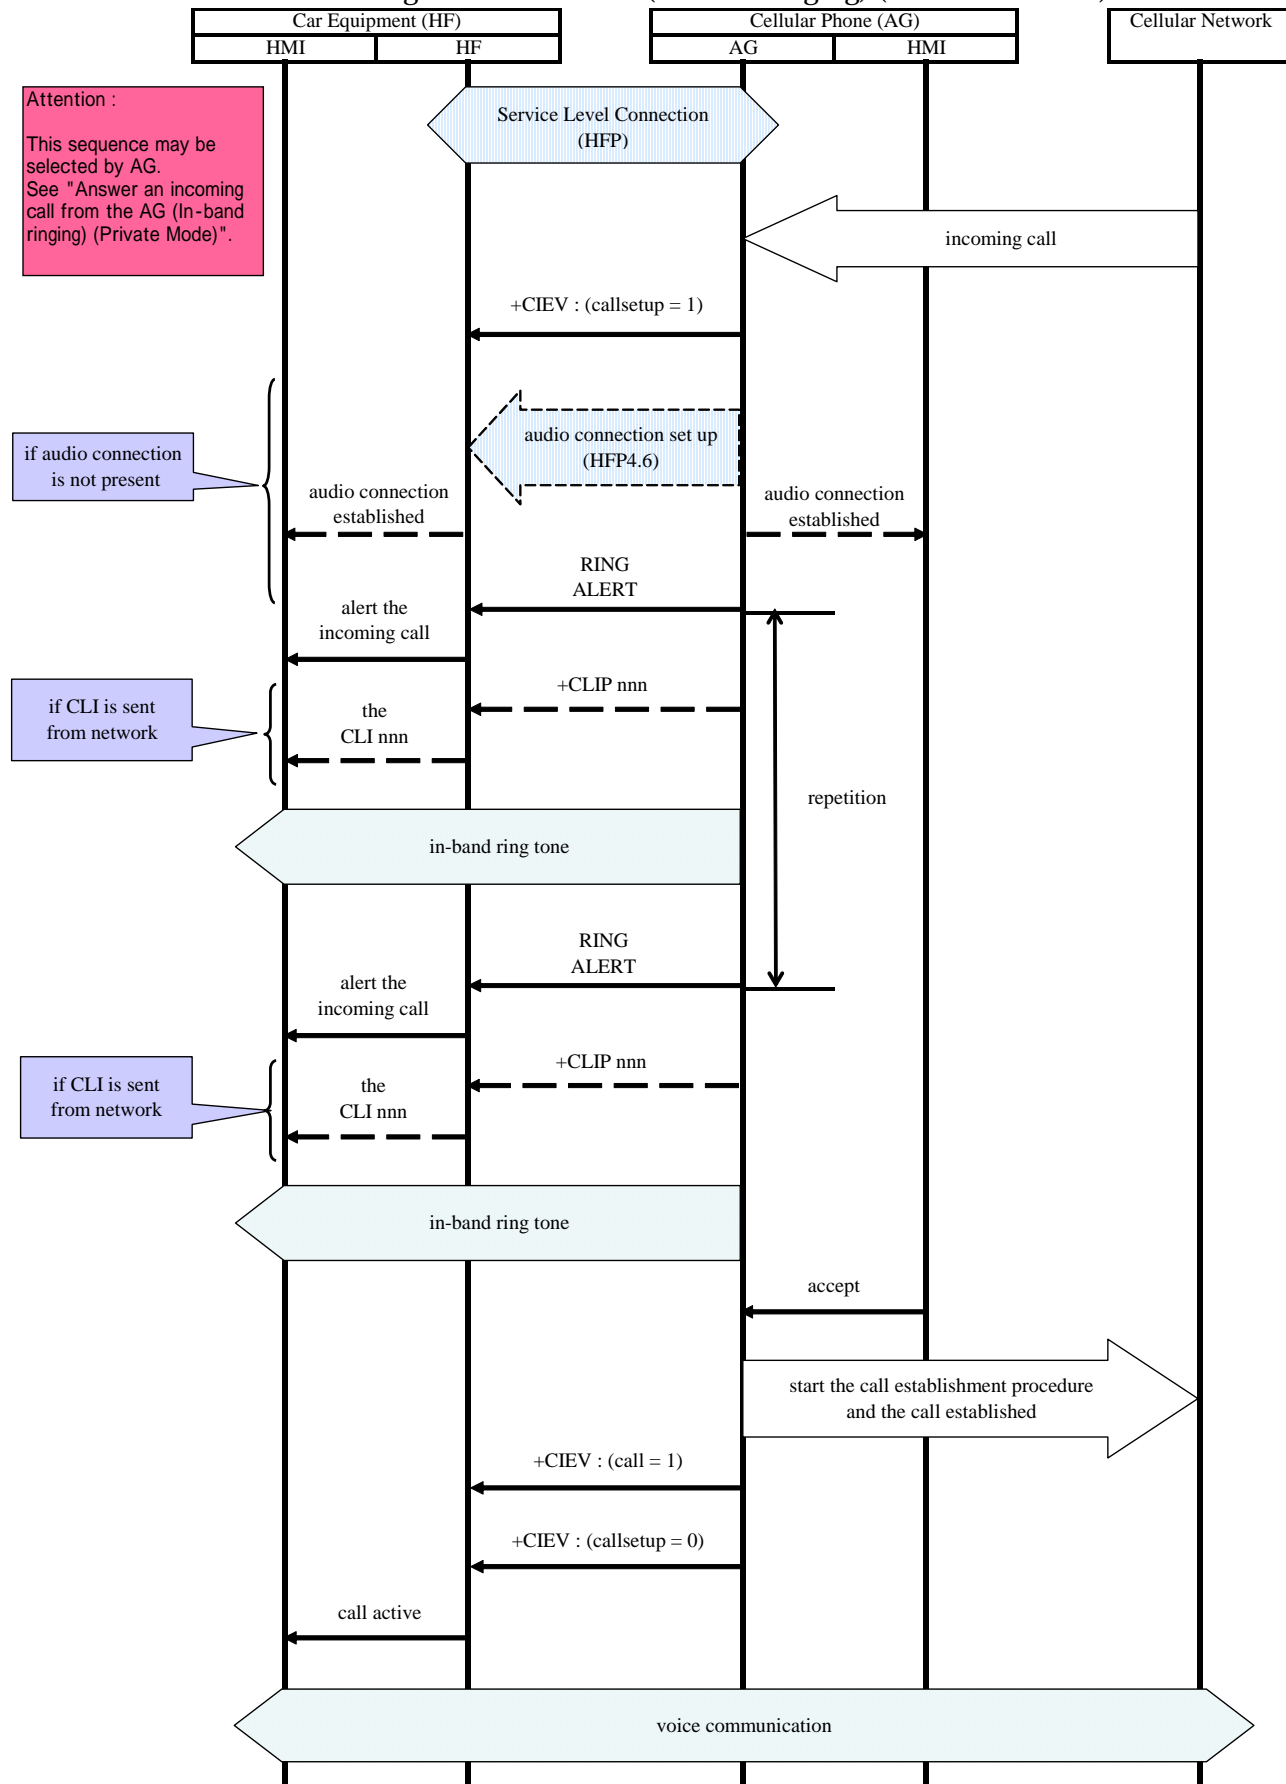 Car Equipment (HF)
Cellular Phone (AG)
Cellular Network
HMI
HF
AG
HMI
Attention :
This sequence may be
selected by AG.
See "Answer an incoming
call from the AG (In-band
ringing) (Private Mode)".
Service Level Connection
(HFP)
incoming call
+CIEV : (callsetup = 1)
if audio connection
is not present
audio connection set up
(HFP4.6)
audio connection
established
audio connection
established
RING
ALERT
alert the
incoming call
if CLI is sent
from network
+CLIP nnn
the
CLI nnn
repetition
in-band ring tone
RING
ALERT
alert the
incoming call
if CLI is sent
from network
+CLIP nnn
the
CLI nnn
in-band ring tone
accept
start the call establishment procedure
and the call established
+CIEV : (call = 1)
+CIEV : (callsetup = 0)
call active
voice communication